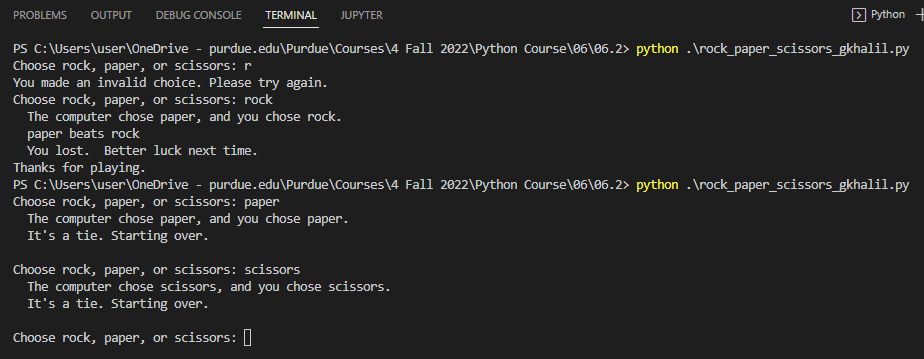 PROBLEMS OUTPUT DEBUG CONSOLE TERMINAL JUPYTER Python
PS C:\Users\user\OneDrive - purdue.edu\Purdue\Courses\4 Fall 2022\Python Course\06\06.2> python .\rock_paper_scissors_gkhalil.py
Choose rock, paper, or scissors: r
You made an invalid choice. Please try again.
Choose rock, paper, or scissors: rock
  The computer chose paper, and you chose rock.
  paper beats rock
  You lost.  Better luck next time.
Thanks for playing.
PS C:\Users\user\OneDrive - purdue.edu\Purdue\Courses\4 Fall 2022\Python Course\06\06.2> python .\rock_paper_scissors_gkhalil.py
Choose rock, paper, or scissors: paper
  The computer chose paper, and you chose paper.
  It's a tie. Starting over.
Choose rock, paper, or scissors: scissors
  The computer chose scissors, and you chose scissors.
  It's a tie. Starting over.
Choose rock, paper, or scissors: